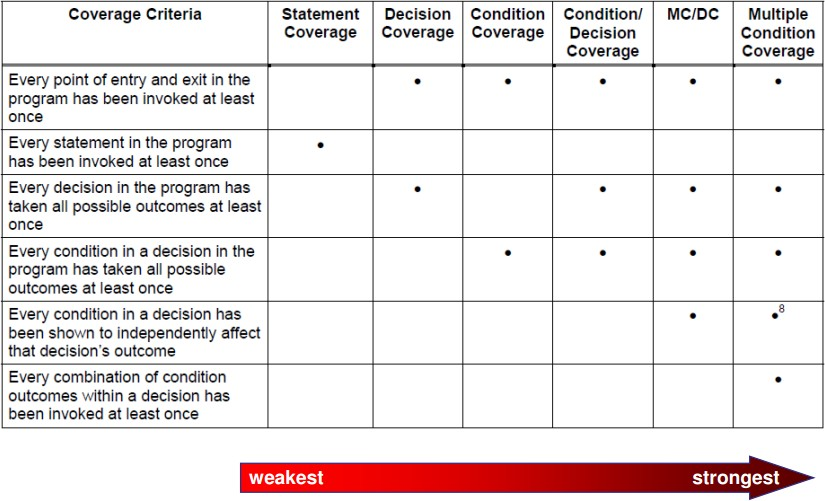 Coverage Criteria
Statement
Coverage
Decision
Coverage
Condition
Coverage
Condition/
Decision
Coverage
MC/DC
Multiple
Condition
Coverage
Every point of entry and exit in the
program has been invoked at least
once
•
•
•
•
•
Every statement in the program
has been invoked at least once
•
Every decision in the program has
taken all possible outcomes at least
once
•
•
•
•
Every condition in a decision in the
program has taken all possible
outcomes at least once
•
•
•
•
Every condition in a decision has
been shown to independently affect
that decision's outcome
•
•8
Every combination of condition
outcomes within a decision has
been invoked at least once
•
weakest
strongest